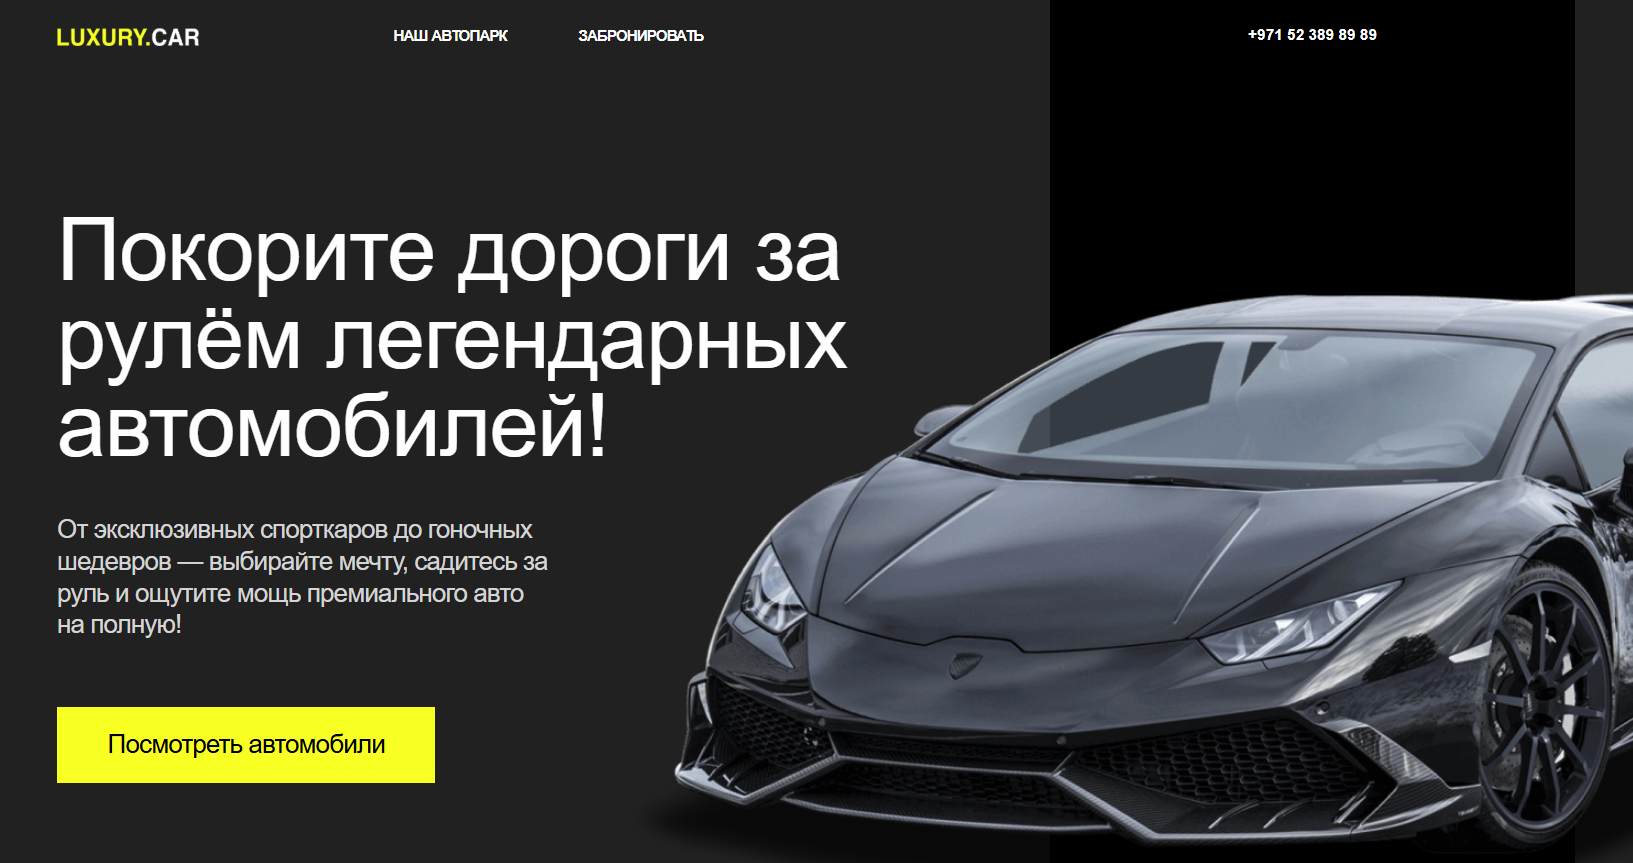 LUXURY.CAR
НАШ АВТОПАРК
ЗАБРОНИРОВАТЬ
+971 52 389 89 89
Покорите дороги за
рулём легендарных
автомобилей!
От эксклюзивных спорткаров до гоночных
шедевров — выбирайте мечту, садитесь за
руль и ощутите мощь премиального авто
на полную!
Посмотреть автомобили